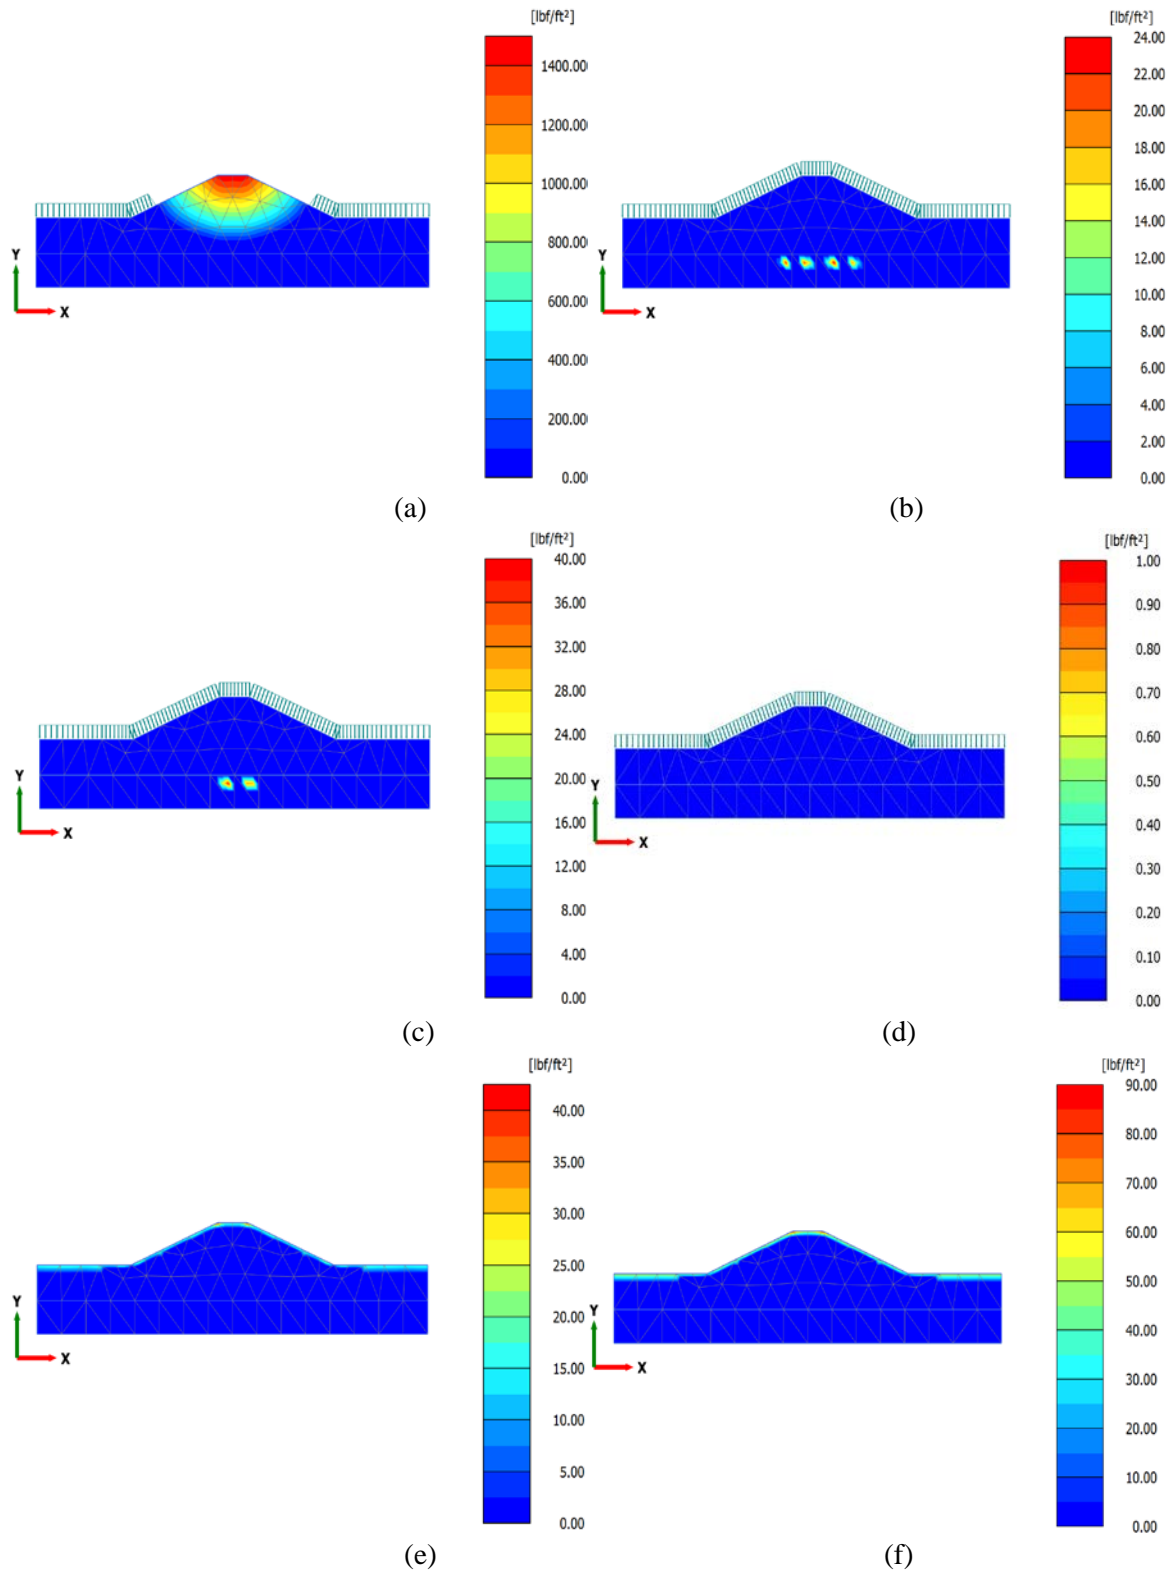 [lbf/ft²]
1400.00
1200.00
1000.00
800.00
600.00
400.00
200.00
0.00
Y
X
(a)
[lbf/ft²]
24.00
22.00
20.00
18.00
16.00
14.00
12.00
10.00
8.00
6.00
4.00
2.00
0.00
Y
X
(b)
[lbf/ft²]
40.00
36.00
32.00
28.00
24.00
20.00
16.00
12.00
8.00
4.00
0.00
Y
X
(c)
[lbf/ft²]
1.00
0.90
0.80
0.70
0.60
0.50
0.40
0.30
0.20
0.10
0.00
Y
X
(d)
[lbf/ft²]
40.00
35.00
30.00
25.00
20.00
15.00
10.00
5.00
0.00
Y
X
(e)
[lbf/ft²]
90.00
80.00
70.00
60.00
50.00
40.00
30.00
20.00
10.00
0.00
Y
X
(f)